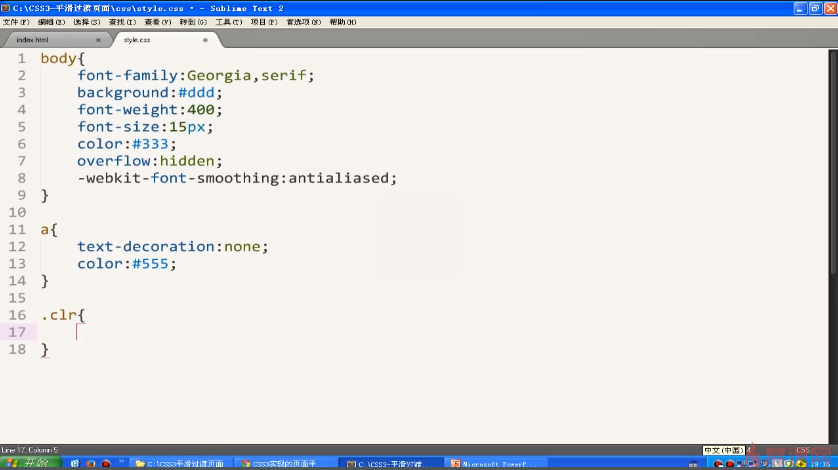 C:\CSS3-平滑过渡页面\css\style.css • - Sublime Text 2
文件(F) 编辑(E) 选择(S) 查找(I) 查看(V) 转到(G) 工具(T) 项目(P) 首选项(S) 帮助(H)
index.html × style.css
1 body{
2 font-family:Georgia,serif;
3 background:#ddd;
4 font-weight:400;
5 font-size:15px;
6 color:#333;
7 overflow:hidden;
8 -webkit-font-smoothing:antialiased;
9 }
10
11 a{
12 text-decoration:none;
13 color:#555;
14 }
15
16 .clr{
17
18 }
Line 17, Column 5
中文(中国)
CSS
开始
C:\CSS3平滑过渡页面
CSS3实现的页面平...
C:\CSS3-平滑过渡...
Microsoft PowerP...